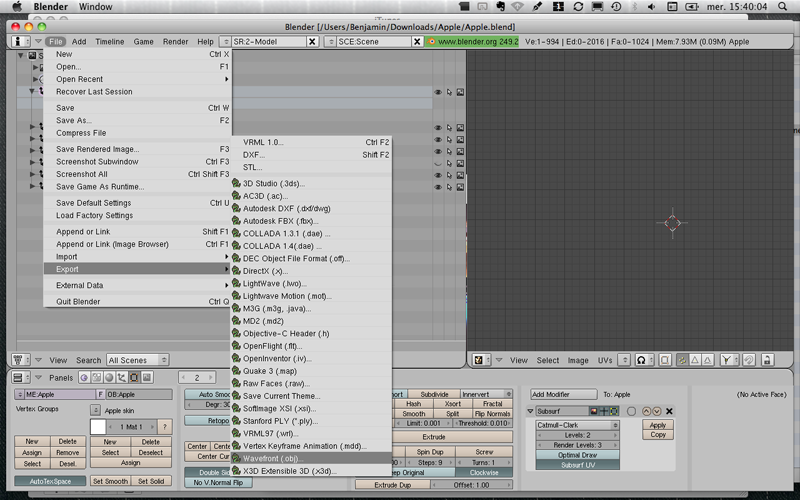 Blender Window mer. 15:40:04
Blender [/Users/Benjamin/Downloads/Apple/Apple.blend]
File Add Timeline Game Render Help SR:2-Model SCE:Scene www.blender.org 249.2 Ve:1-994 | Ed:0-2016 | Fa:0-1024 | Mem:7.93M (0.09M) Apple
New Ctrl X
Open... F1
Open Recent
Recover Last Session
Save Ctrl W
Save As... F2
Compress File
Save Rendered Image... F3
Screenshot Subwindow Ctrl F3
Screenshot All Ctrl Shift F3
Save Game As Runtime...
Save Default Settings Ctrl U
Load Factory Settings
Append or Link Shift F1
Append or Link (Image Browser) Ctrl F1
Import
Export
External Data
Quit Blender Ctrl Q
VRML 1.0... Ctrl F2
DXF... Shift F2
STL...
3D Studio (.3ds)...
AC3D (.ac)...
Autodesk DXF (.dxf/dwg)
Autodesk FBX (.fbx)...
COLLADA 1.3.1 (.dae) ...
COLLADA 1.4(.dae) ...
DEC Object File Format (.off)...
DirectX (.x)...
LightWave (.lwo)...
Lightwave Motion (.mot)...
M3G (.m3g, .java)...
MD2 (.md2)
Objective-C Header (.h)
OpenFlight (.flt)...
OpenInventor (.iv)...
Quake 3 (.map)
Raw Faces (.raw)...
Save Current Theme...
SoftImage XSI (.xsi)...
Stanford PLY (*.ply)...
VRML97 (.wrl)...
Vertex Keyframe Animation (.mdd)...
Wavefront (.obj)...
X3D Extensible 3D (.x3d)...
View Search All Scenes
View Select Image UVs
Panels 2
ME:Apple F OB:Apple
Vertex Groups
Apple skin
1 Mat 1 ?
New Delete
Assign Remove
Select Desel.
New Delete
Select Deselect
Assign
AutoTexSpace Set Smooth Set Solid
Auto Smoo
Degr: 30
Retopo
Center Center
Center Cur
Double Side
No V.Normal Flip
Subdivide Innervert
Hash Xsort Fractal
Smooth Split Flip Normals
Limit: 0.001 Threshold: 0.010
Extrude
Spin Dup Screw
Steps: 9 Turns: 1
Keep Original Clockwise
Extrude Dup Offset: 1.00
Add Modifier To: Apple
Subsurf
Catmull-Clark
Levels: 2
Render Levels: 3
Optimal Draw
Subsurf UV
Apply
Copy
(No Active Face)